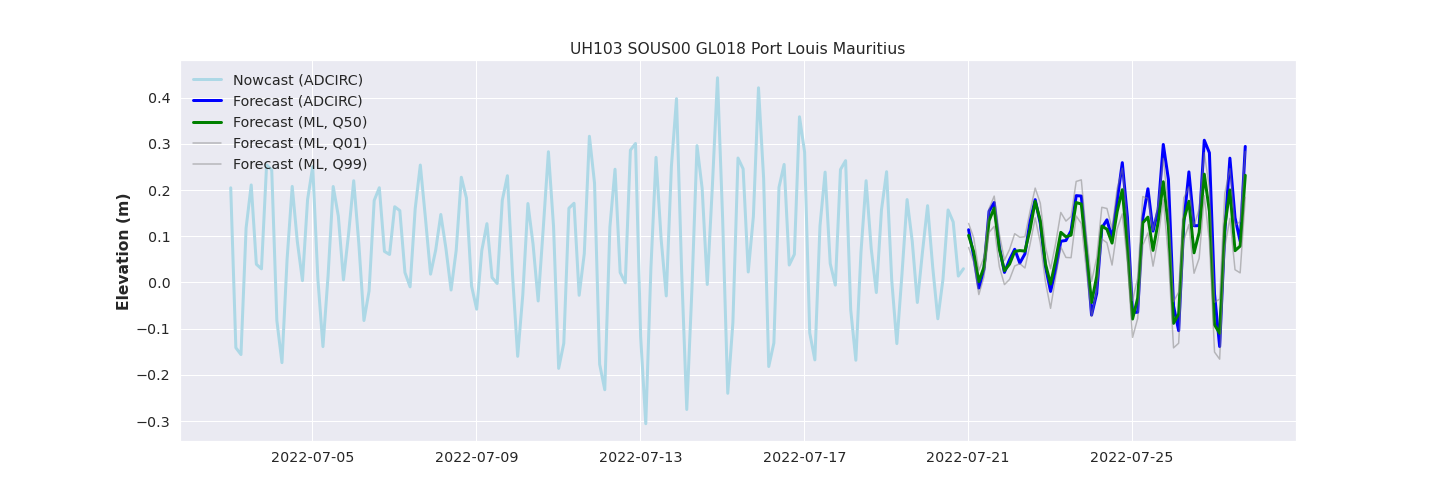 UH103 SOUS00 GL018 Port Louis Mauritius
Nowcast (ADCIRC)
Forecast (ADCIRC)
Forecast (ML, Q50)
Forecast (ML, Q01)
Forecast (ML, Q99)
Elevation (m)
0.4
0.3
0.2
0.1
0.0
−0.1
−0.2
−0.3
2022-07-05
2022-07-09
2022-07-13
2022-07-17
2022-07-21
2022-07-25